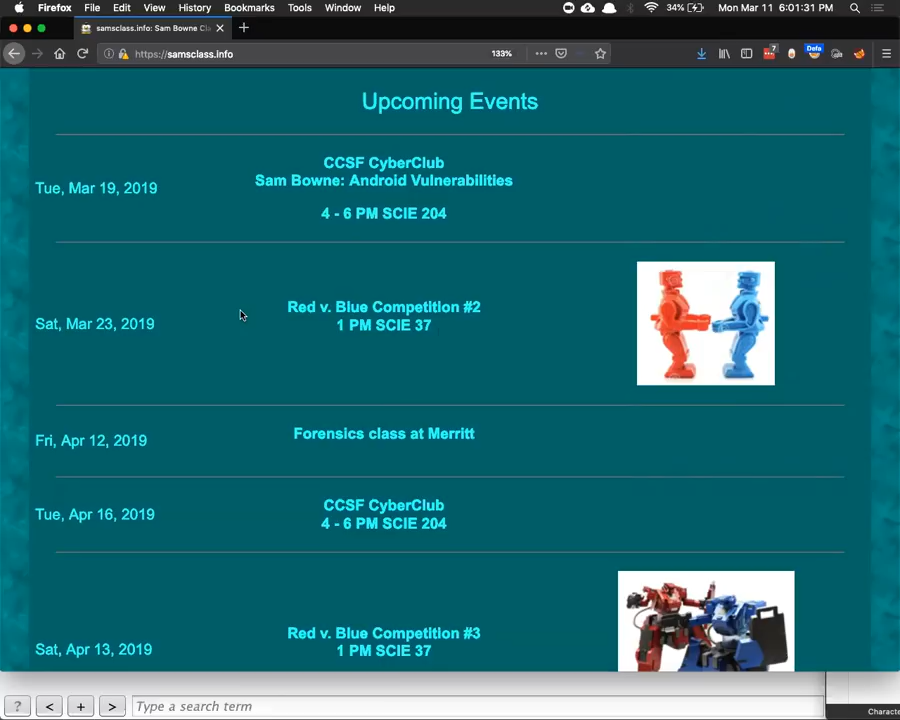 Firefox File Edit View History Bookmarks Tools Window Help 34% Mon Mar 11 6:01:31 PM
samsclass.info: Sam Bowne Cla
https://samsclass.info 133% 7 Defa
Upcoming Events
CCSF CyberClub
Sam Bowne: Android Vulnerabilities
Tue, Mar 19, 2019
4 - 6 PM SCIE 204
Red v. Blue Competition #2
Sat, Mar 23, 2019
1 PM SCIE 37
Forensics class at Merritt
Fri, Apr 12, 2019
CCSF CyberClub
Tue, Apr 16, 2019
4 - 6 PM SCIE 204
Red v. Blue Competition #3
Sat, Apr 13, 2019
1 PM SCIE 37
? < + > Type a search term
Characte